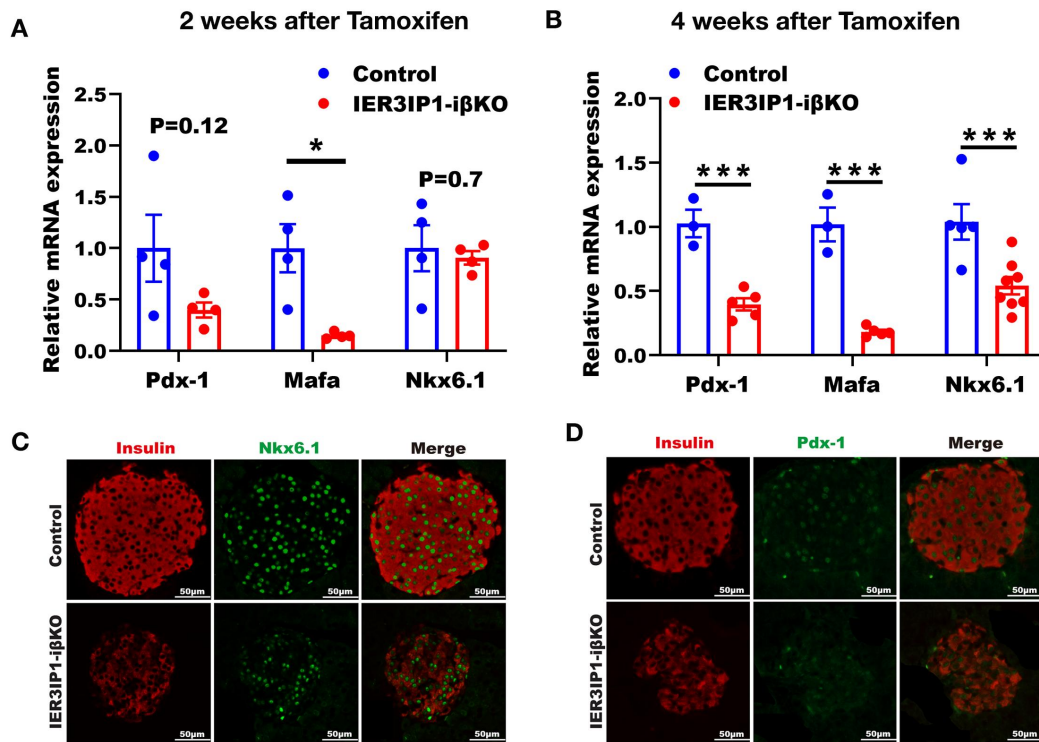 A
2 weeks after Tamoxifen
Control
IER3IP1-iβKO
Relative mRNA expression
2.5
2.0
1.5
1.0
0.5
0.0
P=0.12
*
P=0.7
Pdx-1 Mafa Nkx6.1
B
4 weeks after Tamoxifen
Control
IER3IP1-iβKO
Relative mRNA expression
2.0
1.5
1.0
0.5
0.0
*** *** ***
Pdx-1 Mafa Nkx6.1
C
Insulin Nkx6.1 Merge
Control
50μm 50μm 50μm
IER3IP1-iβKO
50μm 50μm 50μm
D
Insulin Pdx-1 Merge
Control
50μm 50μm 50μm
IER3IP1-iβKO
50μm 50μm 50μm